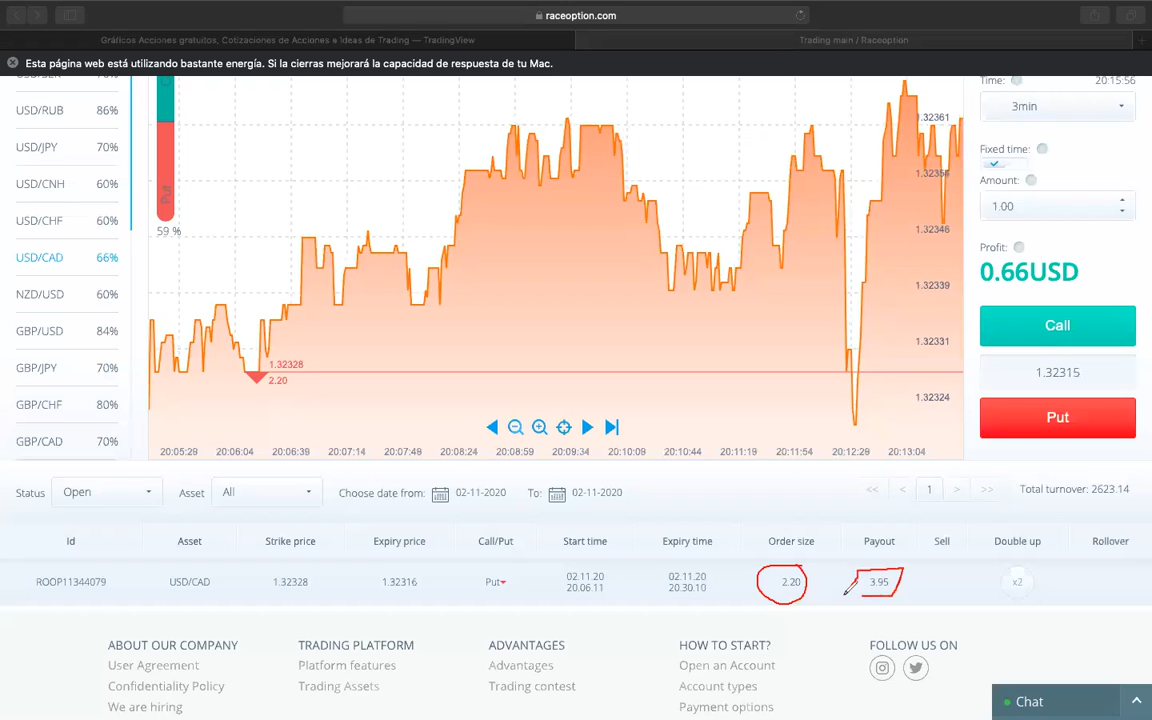 raceoption.com
Gráficos Acciones gratuitos, Cotizaciones de Acciones e Ideas de Trading — TradingView
Trading main / Raceoption
Esta página web está utilizando bastante energía. Si la cierras mejorará la capacidad de respuesta de tu Mac.
USD/RUB 86%
USD/JPY 70%
USD/CNH 60%
USD/CHF 60%
USD/CAD 66%
NZD/USD 60%
GBP/USD 84%
GBP/JPY 70%
GBP/CHF 80%
GBP/CAD 70%
Put
59 %
1.32328
2.20
1.32361
1.32354
1.32346
1.32339
1.32331
1.32324
20:05:29 20:06:04 20:06:39 20:07:14 20:07:49 20:08:24 20:08:59 20:09:34 20:10:09 20:10:44 20:11:19 20:11:54 20:12:29 20:13:04
Time: 20:15:56
3min
Fixed time:
Amount:
1.00
Profit:
0.66USD
Call
1.32315
Put
Status Open Asset All Choose date from: 02-11-2020 To: 02-11-2020 << < 1 > >> Total turnover: 2623.14
Id Asset Strike price Expiry price Call/Put Start time Expiry time Order size Payout Sell Double up Rollover
ROOP11344079 USD/CAD 1.32328 1.32316 Put 02.11.20 02.11.20 2.20 3.95 x2
20.06.11 20.30.10
ABOUT OUR COMPANY TRADING PLATFORM ADVANTAGES HOW TO START? FOLLOW US ON
User Agreement Platform features Advantages Open an Account
Confidentiality Policy Trading Assets Trading contest Account types
We are hiring Payment options
Chat